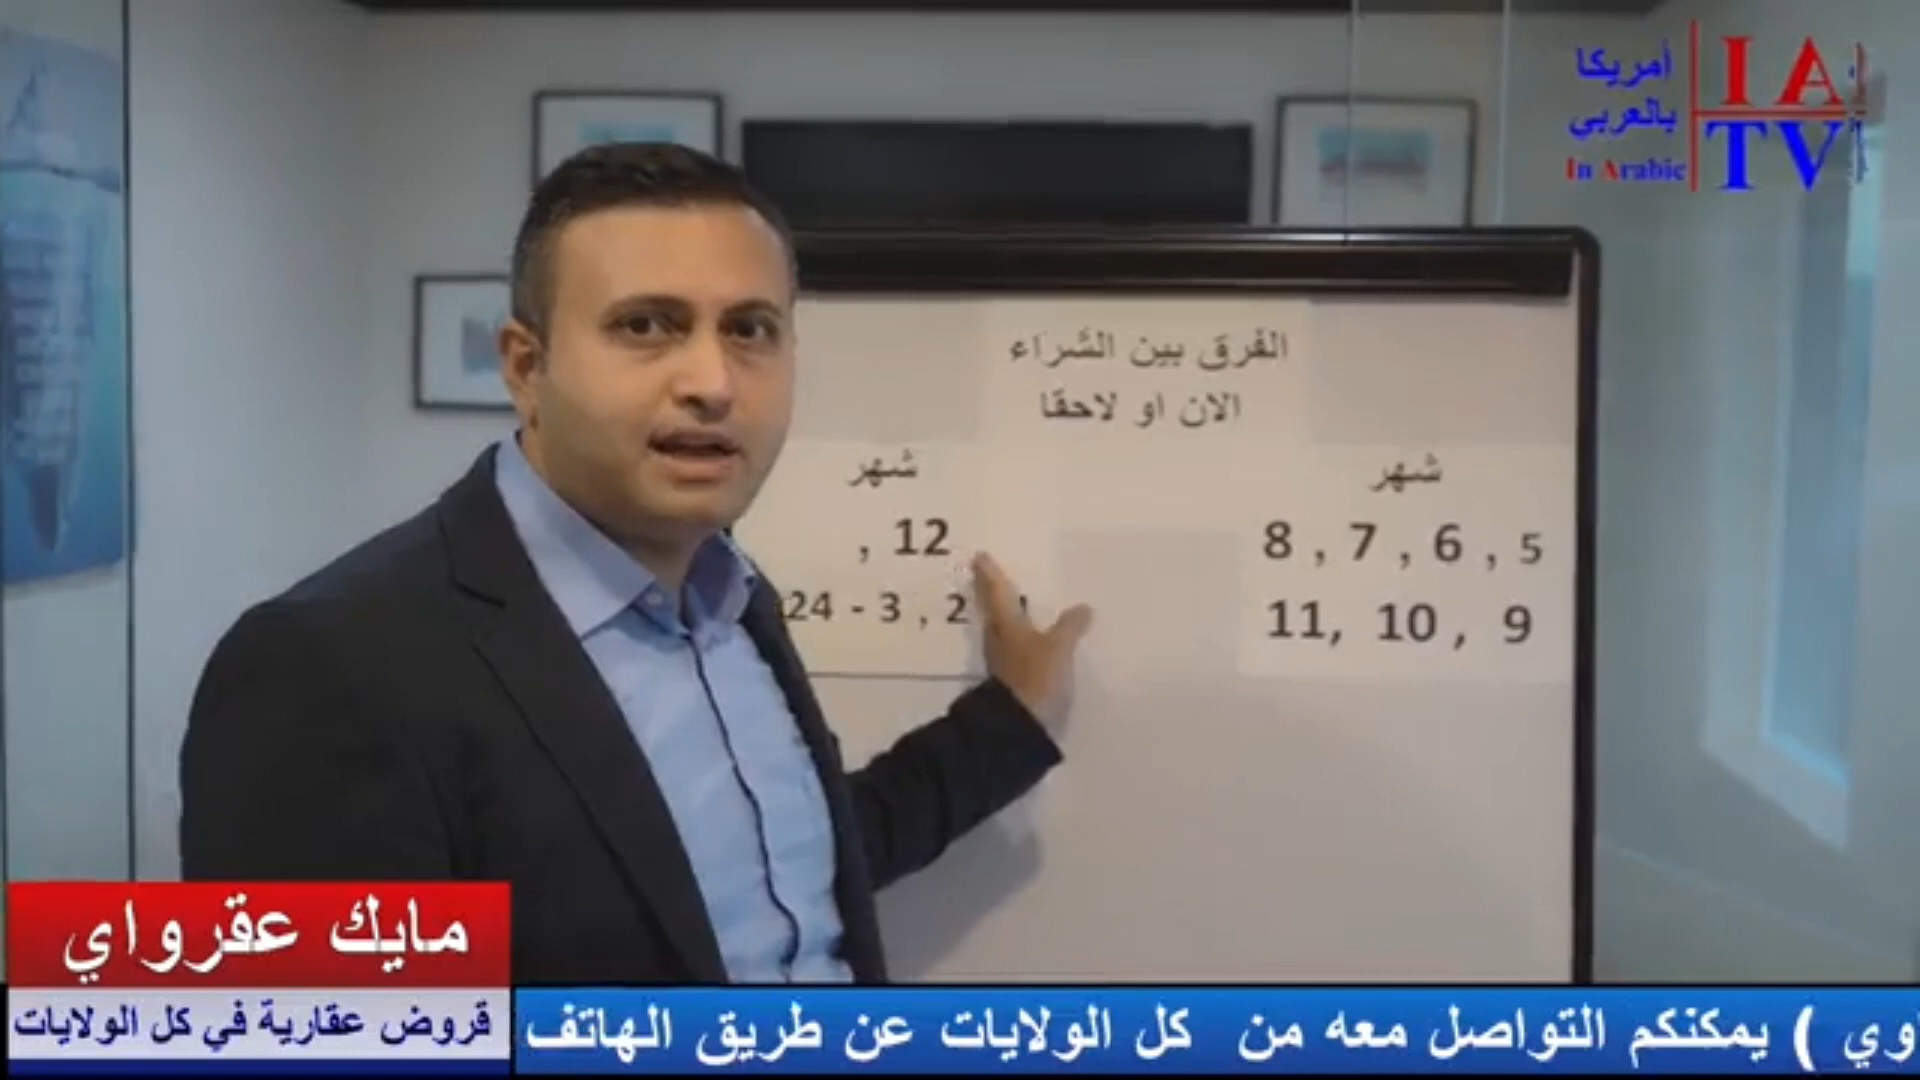 أمريكا
بالعربي
In Arabic
IA
TV
الفرق بين الشراء
الان او لاحقا
شهر
5 , 6 , 7 , 8
9 , 10 ,11
شهر
12 ,
2 , 3 - 24
مايك عقرواي
قروض عقارية في كل الولايات
وي ) يمكنكم التواصل معه من كل الولايات عن طريق الهاتف